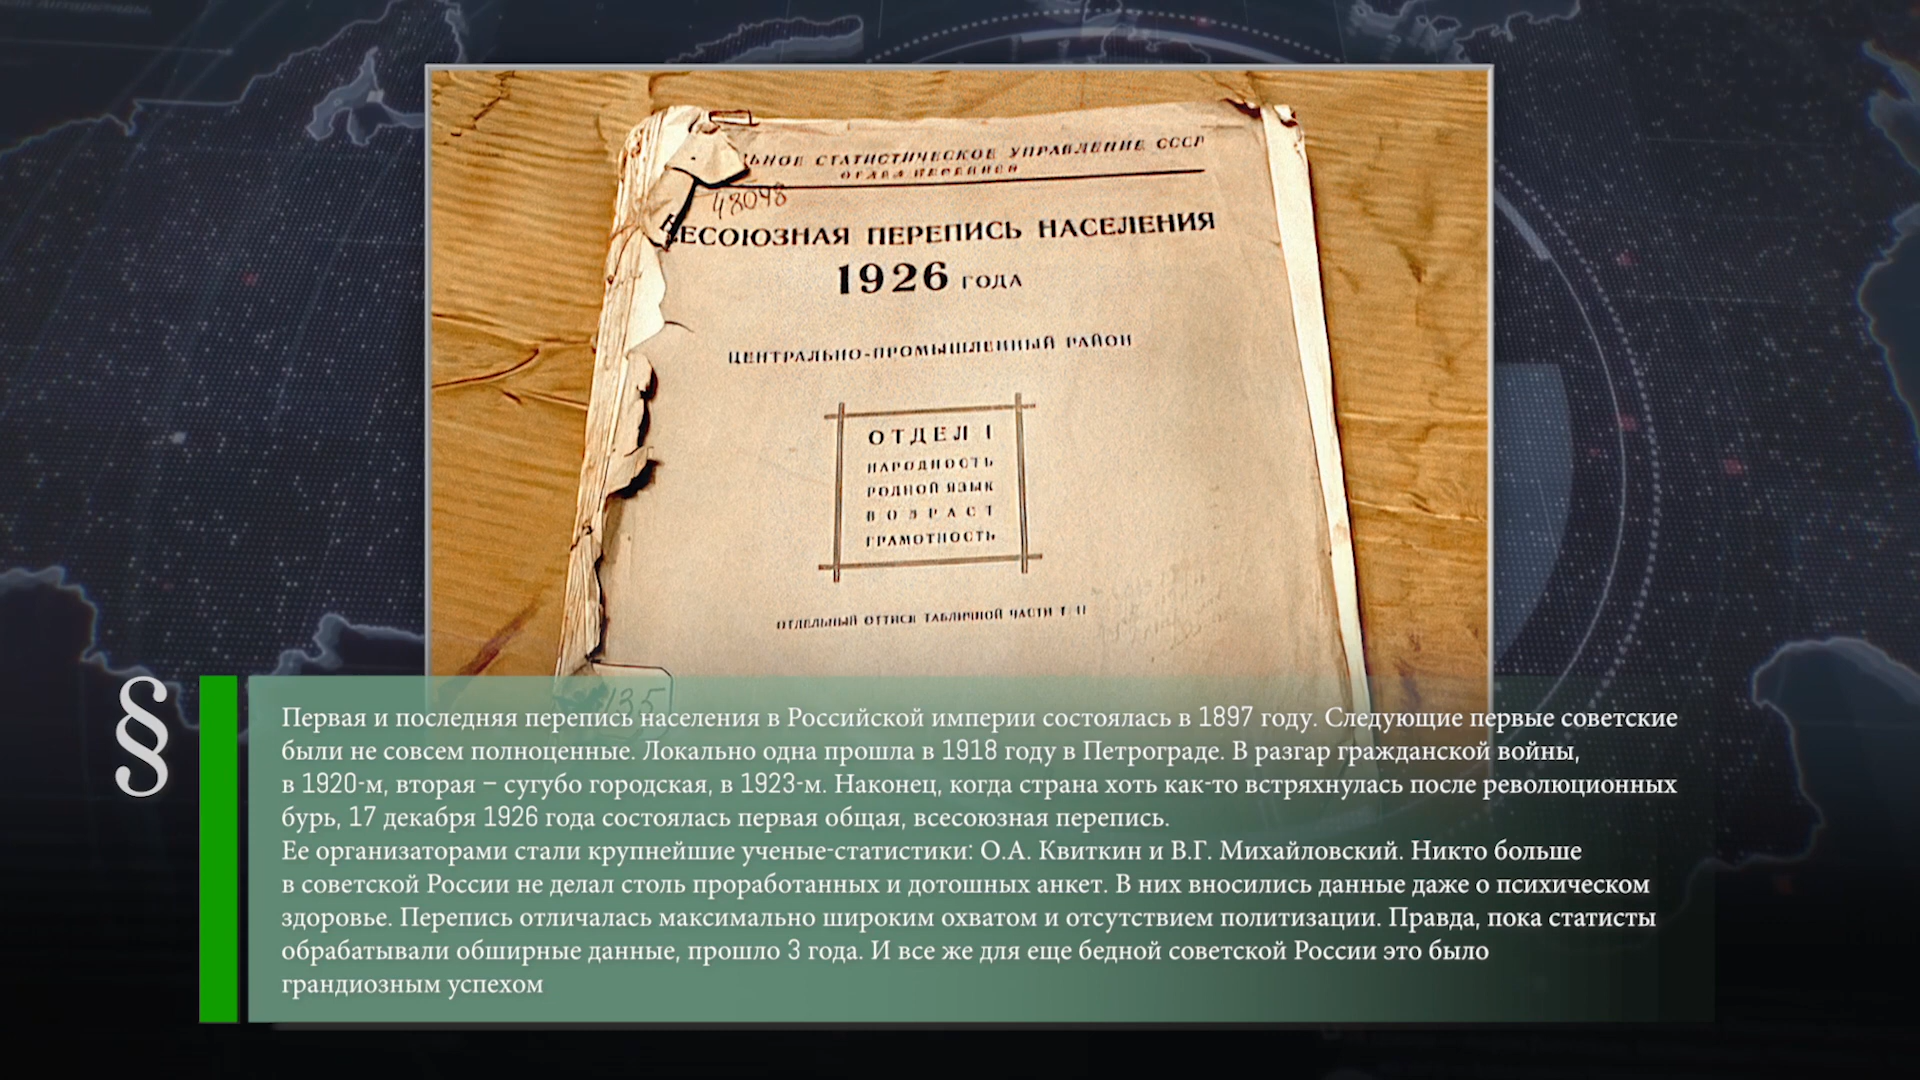 ЬНОЕ СТАТИСТИЧЕСКОЕ УПРАВЛЕНИЕ СССР
ОТДЕЛ ПЕРЕПИСИ
48098
ЕСОЮЗНАЯ ПЕРЕПИСЬ НАСЕЛЕНИЯ
1926 ГОДА
ЦЕНТРАЛЬНО-ПРОМЫШЛЕННЫЙ РАЙОН
ОТДЕЛ I
НАРОДНОСТЬ
РОДНОЙ ЯЗЫК
ВОЗРАСТ
ГРАМОТНОСТЬ
ОТДЕЛЬНЫЙ ОТТИСК ТАБЛИЧНОЙ ЧАСТИ Т.
135
§
Первая и последняя перепись населения в Российской империи состоялась в 1897 году. Следующие первые советские
были не совсем полноценные. Локально одна прошла в 1918 году в Петрограде. В разгар гражданской войны,
в 1920-м, вторая – сугубо городская, в 1923-м. Наконец, когда страна хоть как-то встряхнулась после революционных
бурь, 17 декабря 1926 года состоялась первая общая, всесоюзная перепись.
Ее организаторами стали крупнейшие ученые-статистики: О.А. Квиткин и В.Г. Михайловский. Никто больше
в советской России не делал столь проработанных и дотошных анкет. В них вносились данные даже о психическом
здоровье. Перепись отличалась максимально широким охватом и отсутствием политизации. Правда, пока статисты
обрабатывали обширные данные, прошло 3 года. И все же для еще бедной советской России это было
грандиозным успехом